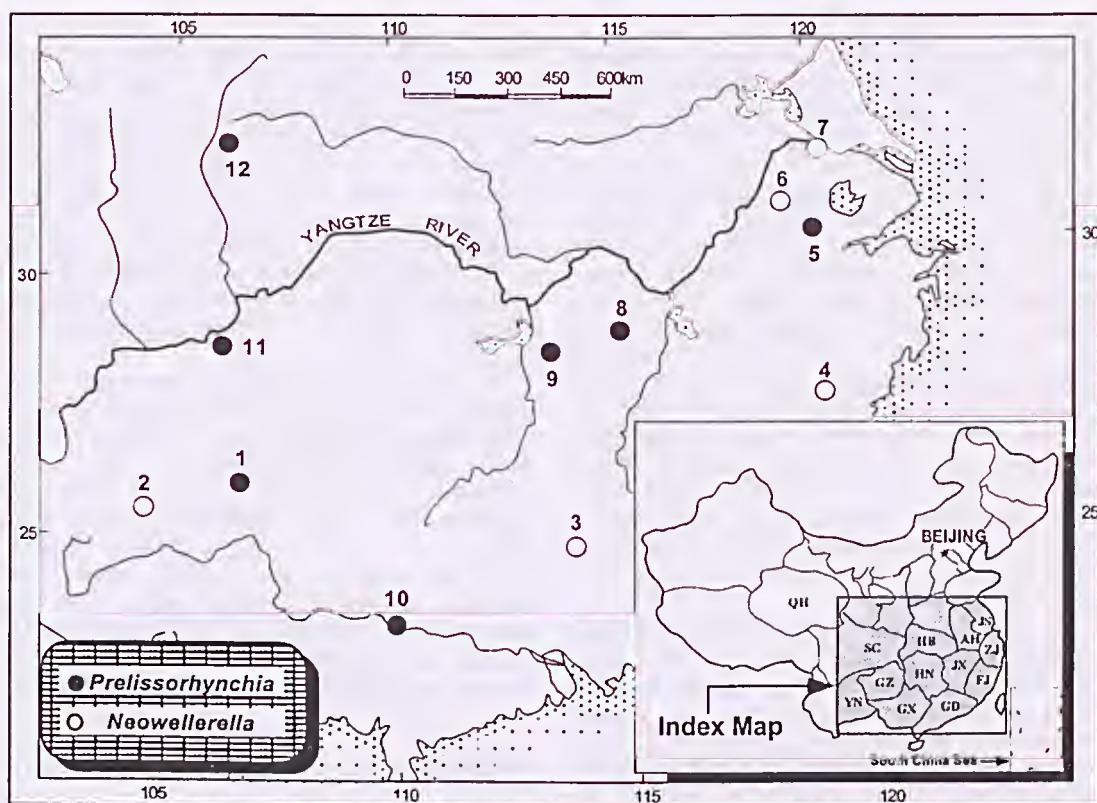 105 110 115 120
0 150 300 450 600km
7
12
6
YANGTZE RIVER
5
30 30
8
11
9
4
1
2
3
25 25
BEIJING
10
QH
JS
SC HB AH
ZJ
HN JX
GZ FJ
YN
GX GD
Prelissorhynchia
Neowellerella
Index Map
South China Sea
105 110 115 120